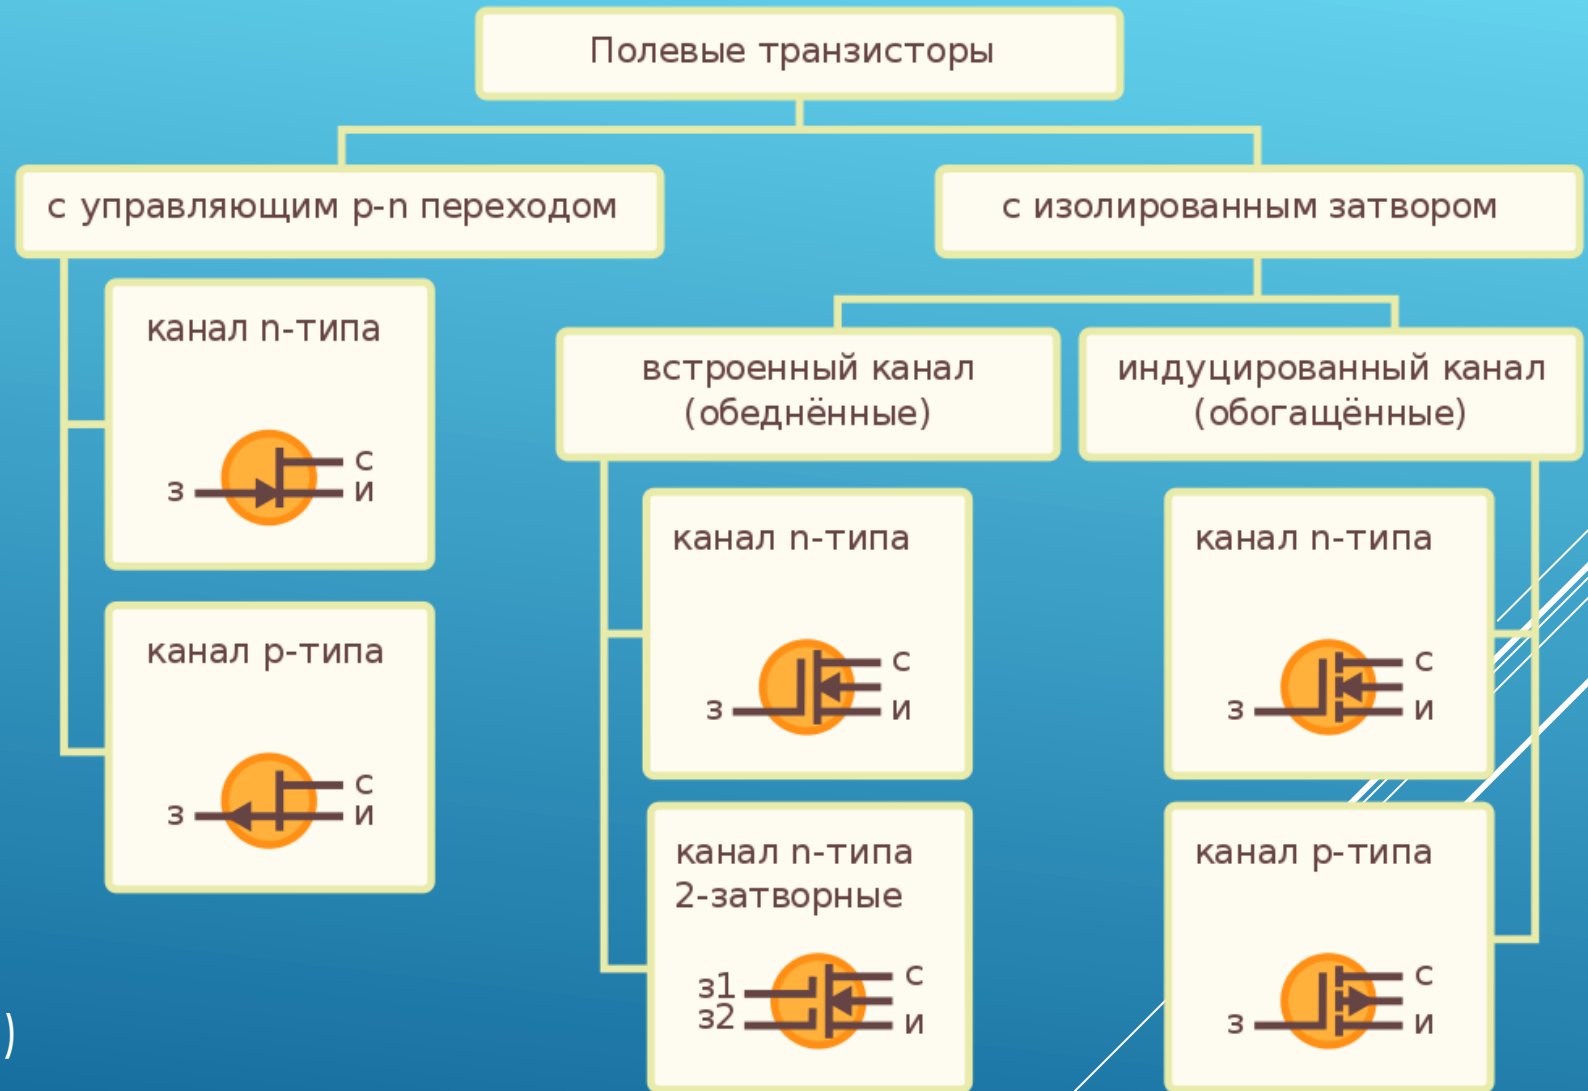 Полевые транзисторы
с управляющим p-n переходом
с изолированным затвором
канал n-типа
с
з
и
канал p-типа
с
з
и
встроенный канал
(обеднённые)
индуцированный канал
(обогащённые)
канал n-типа
с
з
и
канал n-типа
2-затворные
с
з1
з2
и
канал n-типа
с
з
и
канал p-типа
с
з
и
)